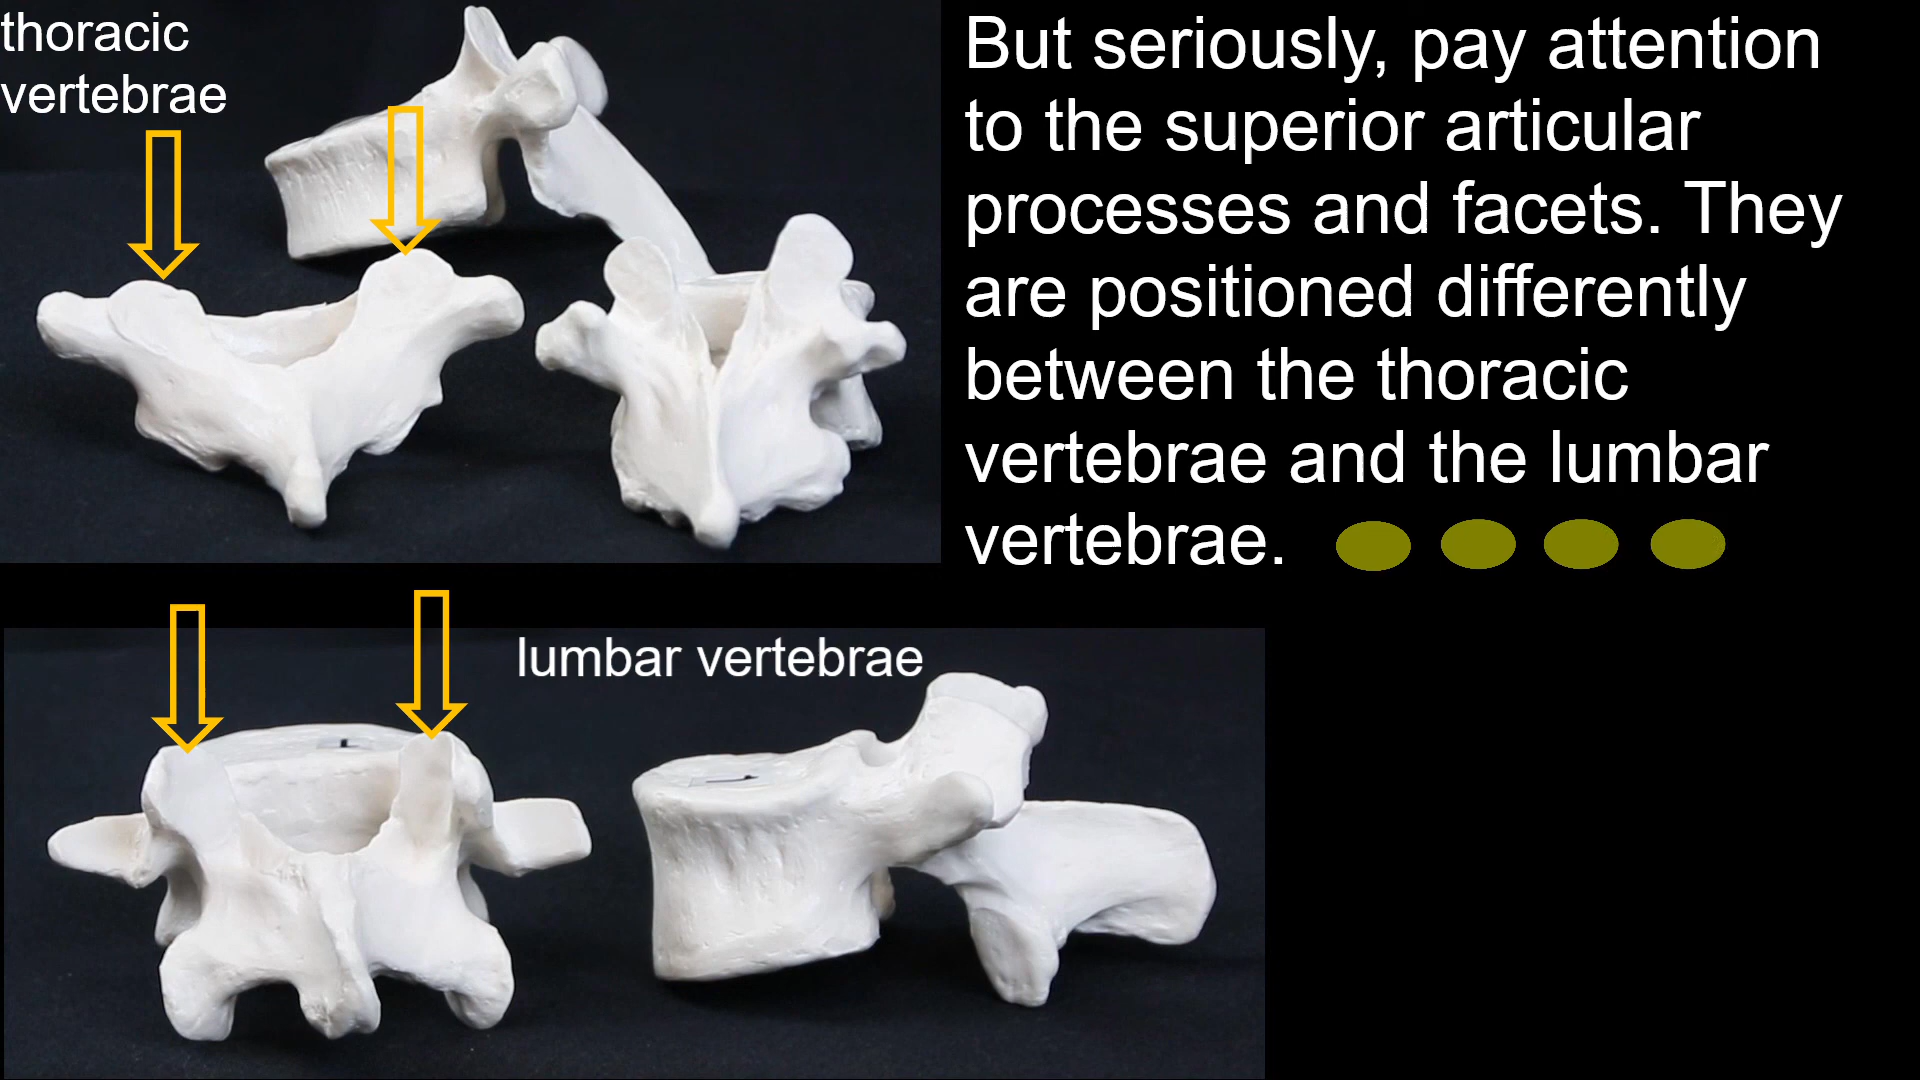 thoracic
vertebrae
But seriously, pay attention
to the superior articular
processes and facets. They
are positioned differently
between the thoracic
vertebrae and the lumbar
vertebrae.
lumbar vertebrae